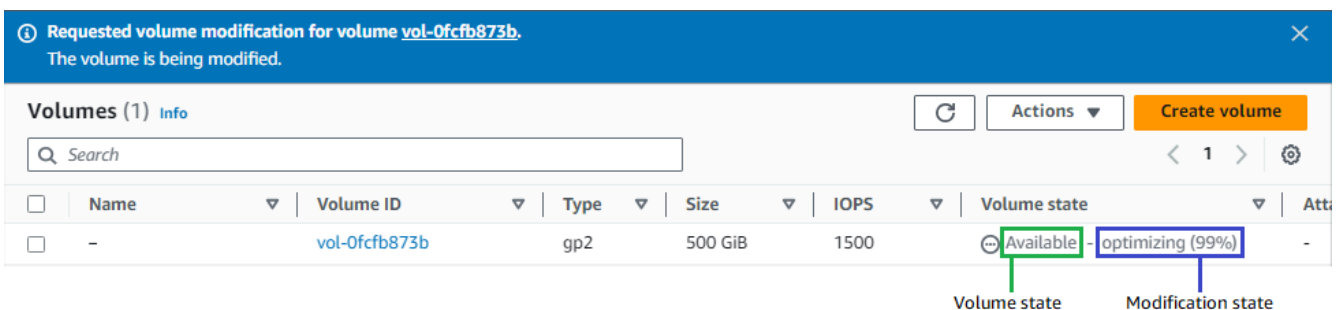 Requested volume modification for volume vol-0fcfb873b.
The volume is being modified.
Volumes (1) Info
Actions
Create volume
Search
1
Name Volume ID Type Size IOPS Volume state Atta
– vol-0fcfb873b gp2 500 GiB 1500 Available - optimizing (99%) -
Volume state Modification state